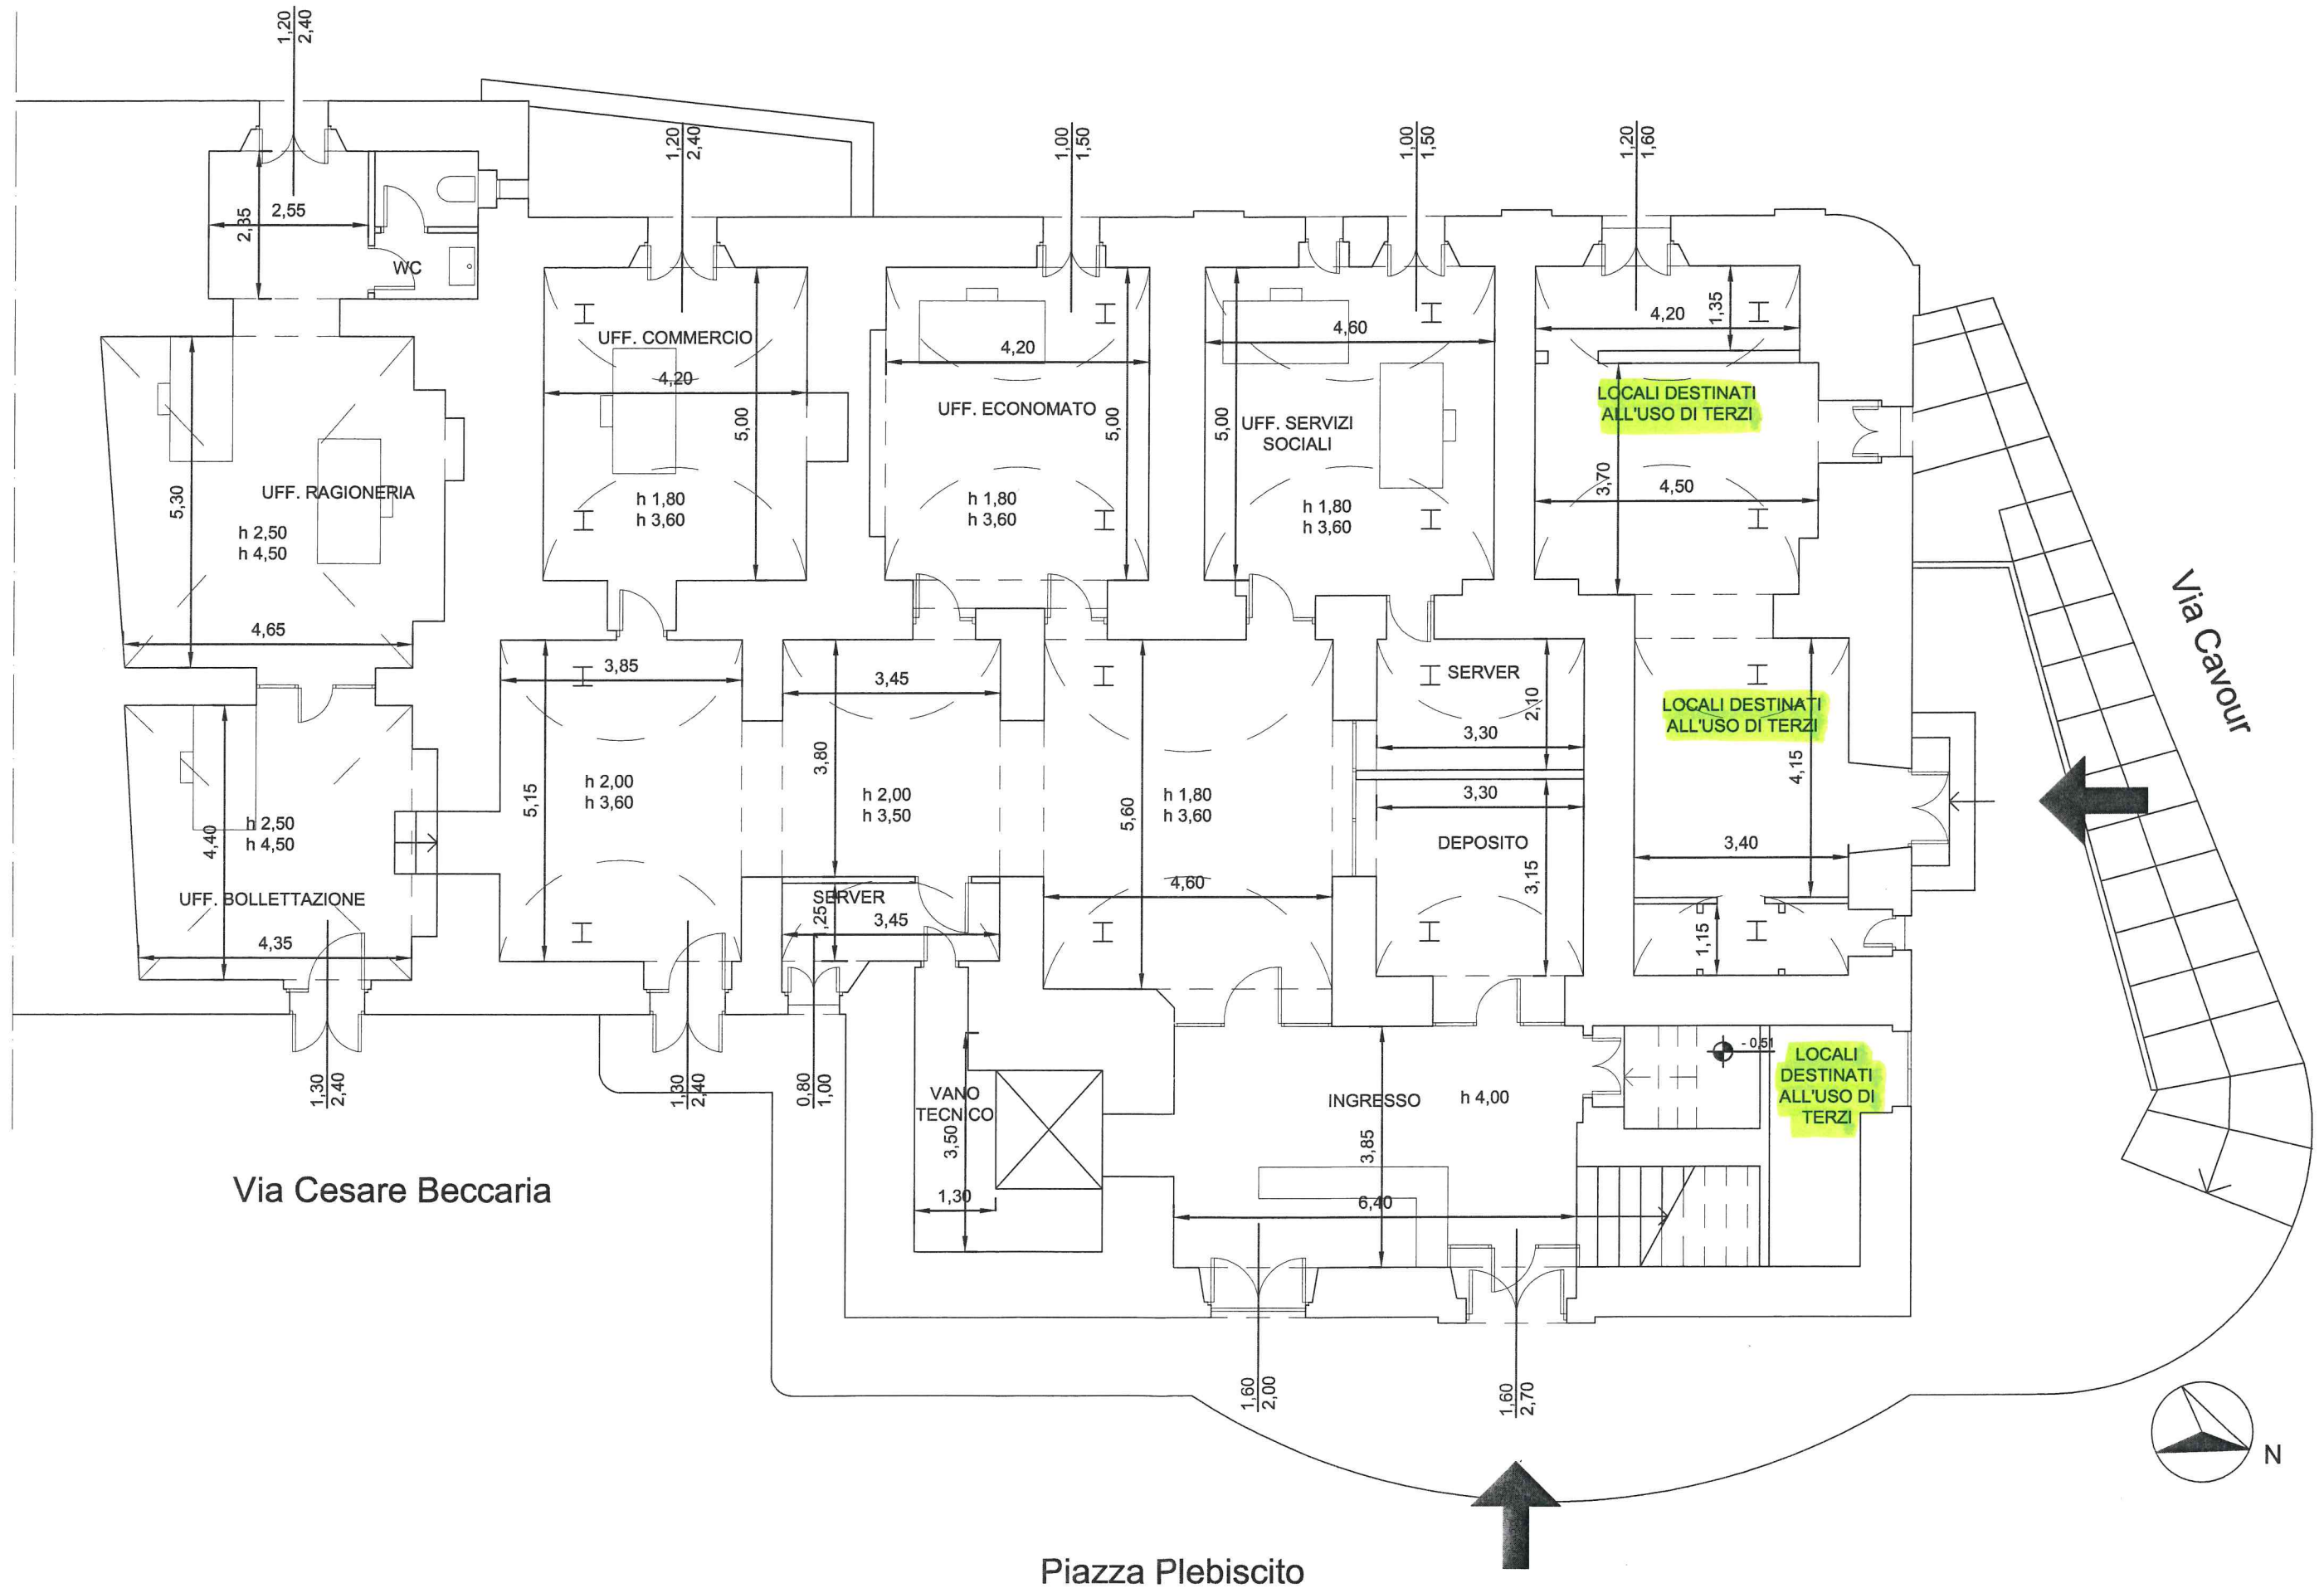 1,20
2,40
1,20
2,40
1,00
1,50
1,00
1,50
1,20
1,60
2,55
2,35
WC
UFF. COMMERCIO
4,20
5,00
h 1,80
h 3,60
4,20
UFF. ECONOMATO
5,00
h 1,80
h 3,60
4,60
5,00
UFF. SERVIZI
SOCIALI
h 1,80
h 3,60
4,20
1,35
LOCALI DESTINATI
ALL'USO DI TERZI
3,70
4,50
UFF. RAGIONERIA
5,30
h 2,50
h 4,50
4,65
3,85
5,15
h 2,00
h 3,60
3,45
3,80
h 2,00
h 3,50
5,60
h 1,80
h 3,60
4,60
SERVER
2,10
3,30
3,30
DEPOSITO
3,15
LOCALI DESTINATI
ALL'USO DI TERZI
4,15
3,40
1,15
Via Cavour
h 2,50
h 4,50
4,40
UFF. BOLLETTAZIONE
4,35
SERVER
3,45
1,30
2,40
1,30
2,40
0,80
1,00
VANO
TECNICO
3,50
1,30
INGRESSO
h 4,00
3,85
6,40
- 0,51
LOCALI
DESTINATI
ALL'USO DI
TERZI
Via Cesare Beccaria
1,60
2,00
1,60
2,70
N
Piazza Plebiscito